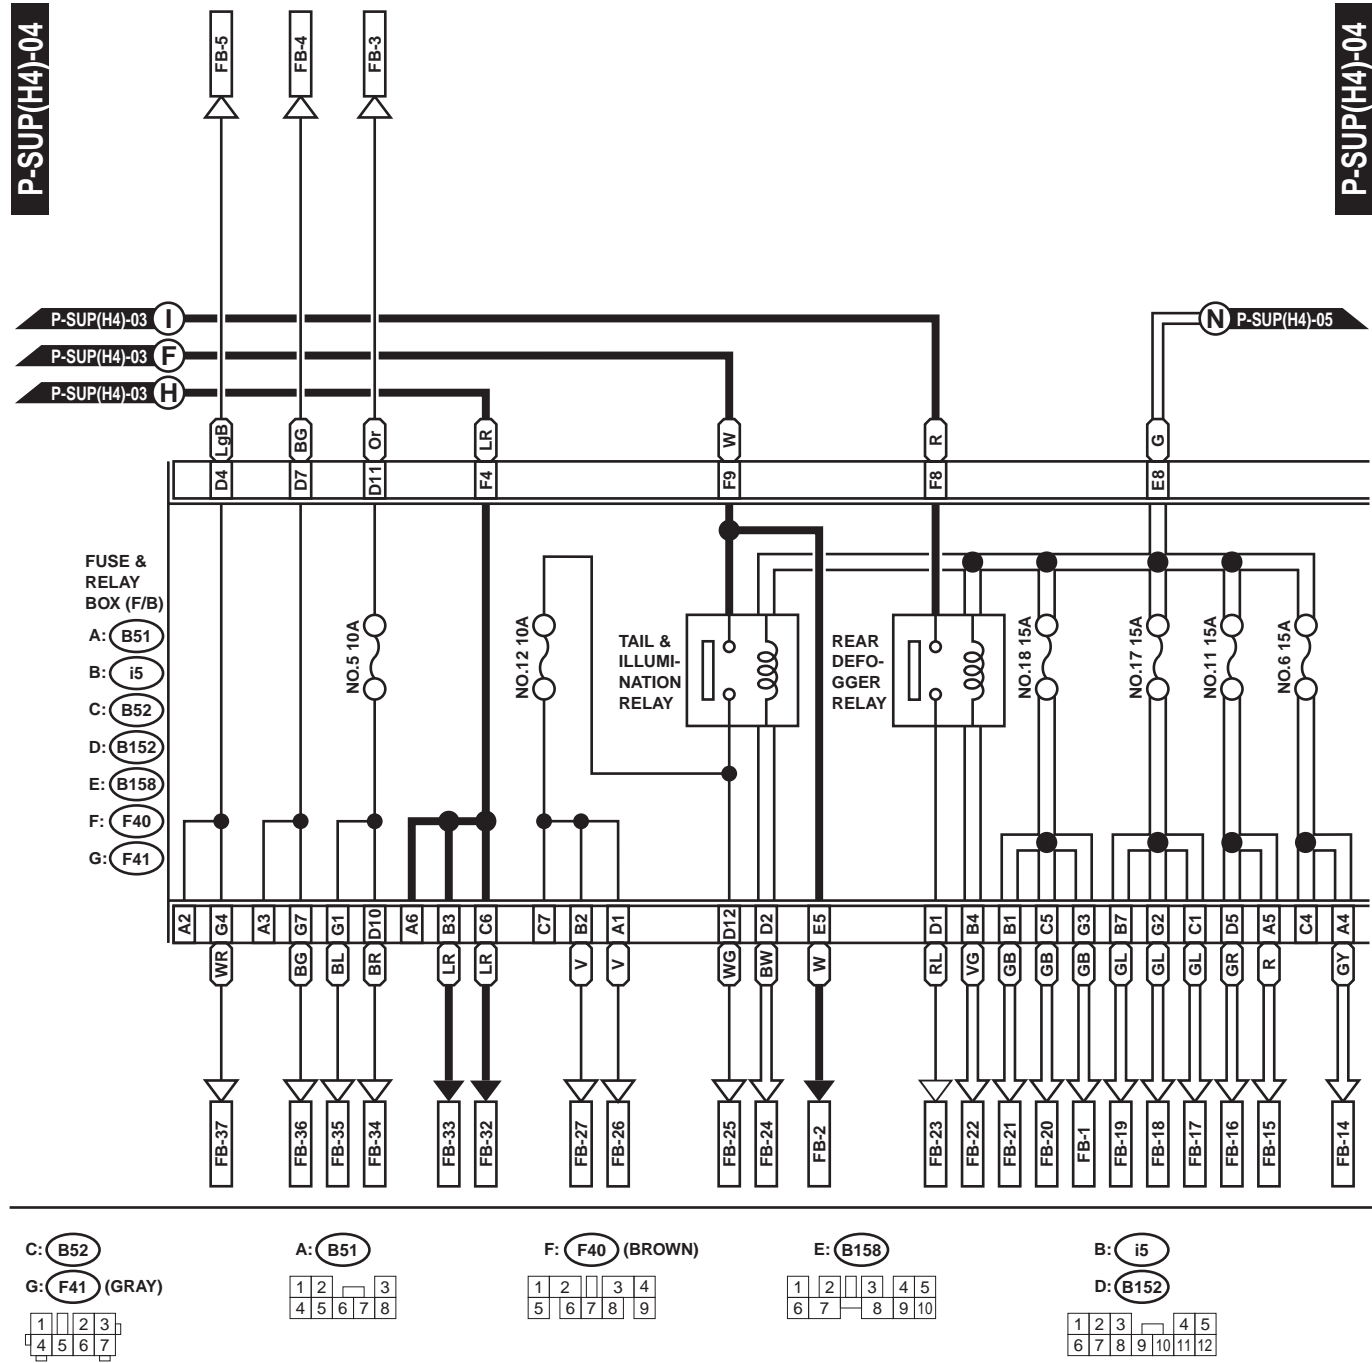 P-SUP(H4)-04
P-SUP(H4)-04
FB-5
FB-4
FB-3
P-SUP(H4)-03 I
N P-SUP(H4)-05
P-SUP(H4)-03 F
P-SUP(H4)-03 H
LgB
BG
Or
LR
W
R
G
D4
D7
D11
F4
F9
F8
E8
FUSE &
RELAY
BOX (F/B)
A: B51
B: i5
C: B52
D: B152
E: B158
F: F40
G: F41
NO.5 10A
NO.12 10A
TAIL &
ILLUMI-
NATION
RELAY
REAR
DEFO-
GGER
RELAY
NO.18 15A
NO.17 15A
NO.11 15A
NO.6 15A
A2
G4
A3
G7
G1
D10
A6
B3
C6
C7
B2
A1
D12
D2
E5
D1
B4
B1
C5
G3
B7
G2
C1
D5
A5
C4
A4
WR
BG
BL
BR
LR
LR
V
V
WG
BW
W
RL
VG
GB
GB
GB
GL
GL
GL
GR
R
GY
FB-37
FB-36
FB-35
FB-34
FB-33
FB-32
FB-27
FB-26
FB-25
FB-24
FB-2
FB-23
FB-22
FB-21
FB-20
FB-1
FB-19
FB-18
FB-17
FB-16
FB-15
FB-14
C: B52
G: F41 (GRAY)
1 2 3
4 5 6 7
A: B51
1 2 3
4 5 6 7 8
F: F40 (BROWN)
1 2 3 4
5 6 7 8 9
E: B158
1 2 3 4 5
6 7 8 9 10
B: i5
D: B152
1 2 3 4 5
6 7 8 9 10 11 12